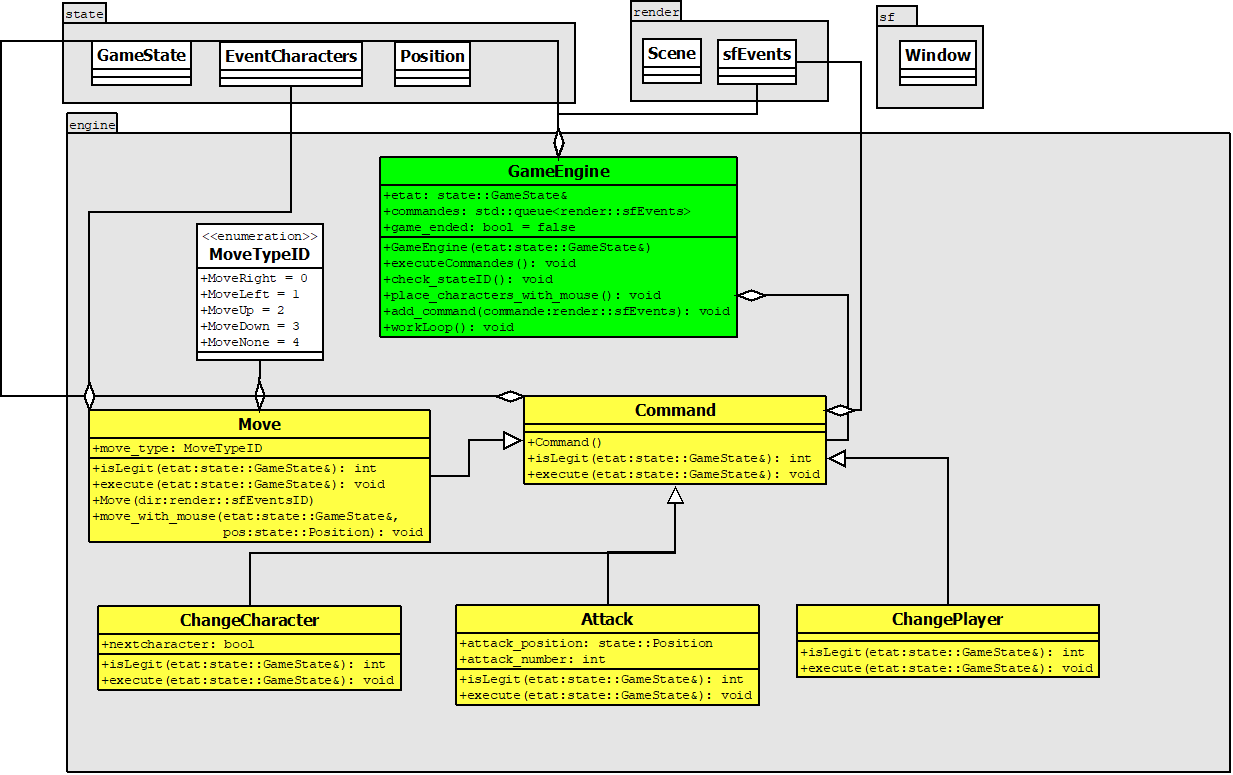 state
GameState
EventCharacters
Position
render
Scene
sfEvents
sf
Window
engine
GameEngine
+etat: state::GameState&
+commandes: std::queue<render::sfEvents>
+game_ended: bool = false
+GameEngine(etat:state::GameState&)
+executeCommandes(): void
+check_stateID(): void
+place_characters_with_mouse(): void
+add_command(commande:render::sfEvents): void
+workLoop(): void
<<enumeration>>
MoveTypeID
+MoveRight = 0
+MoveLeft = 1
+MoveUp = 2
+MoveDown = 3
+MoveNone = 4
Move
+move_type: MoveTypeID
+isLegit(etat:state::GameState&): int
+execute(etat:state::GameState&): void
+Move(dir:render::sfEventsID)
+move_with_mouse(etat:state::GameState&,
pos:state::Position): void
Command
+Command()
+isLegit(etat:state::GameState&): int
+execute(etat:state::GameState&): void
ChangeCharacter
+nextcharacter: bool
+isLegit(etat:state::GameState&): int
+execute(etat:state::GameState&): void
Attack
+attack_position: state::Position
+attack_number: int
+isLegit(etat:state::GameState&): int
+execute(etat:state::GameState&): void
ChangePlayer
+isLegit(etat:state::GameState&): int
+execute(etat:state::GameState&): void